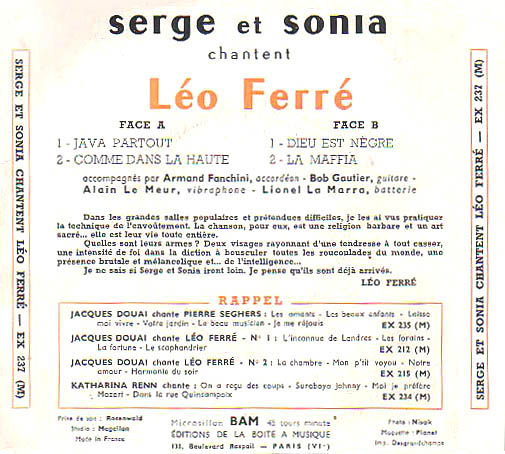 serge et sonia
chantent
Léo Ferré
FACE A
1 - JAVA PARTOUT
2 - COMME DANS LA HAUTE
FACE B
1 - DIEU EST NÈGRE
2 - LA MAFFIA
accompagnés par Armand Fanchini, accordéon - Bob Gautier, guitare -
Alain Le Meur, vibraphone - Lionel La Marra, batterie
Dans les grandes salles populaires et prétendues difficiles, je les ai vus pratiquer
la technique de l'envoûtement. La chanson, pour eux, est une religion barbare et un art
sacré... elle est leur vie toute entière.
Quelles sont leurs armes ? Deux visages rayonnant d'une tendresse à tout casser,
une intensité de foi dans la diction à bousculer toutes les roucoulades du monde, une
présence brutale et mélancolique et... de l'intelligence...
Je ne sais si Serge et Sonia iront loin. Je pense qu'ils sont déjà arrivés.
LÉO FERRÉ
RAPPEL
JACQUES DOUAI chante PIERRE SEGHERS : Les amants - Les beaux enfants - Laisse
moi vivre - Votre jardin - Le beau musicien - Je me réjouis
EX 235 (M)
JACQUES DOUAI chante LÉO FERRÉ - N° 1 : L'inconnue de Londres - Les forains -
La fortune - Le scaphandrier
EX 212 (M)
JACQUES DOUAI chante LÉO FERRÉ - N° 2 : La chambre - Mon p'tit voyou - Notre
amour - Harmonie du soir
EX 215 (M)
KATHARINA RENN chante : On a reçu des coups - Surabaya Johnny - Moi je préfère
Mozart - Dans la rue Quincampoix
EX 234 (M)
Prise de son : Rosenwald
Studio : Magellan
Made in France
Microsillon BAM 45 tours minute
ÉDITIONS DE LA BOITE A MUSIQUE
133, Boulevard Raspail - PARIS (VIe)
Photo : Nisak
Maquette : Planet
Imp. Desgrandchamps
SERGE ET SONIA CHANTENT LÉO FERRÉ — EX 237 (M)
SERGE ET SONIA CHANTENT LÉO FERRÉ — EX 237 (M)